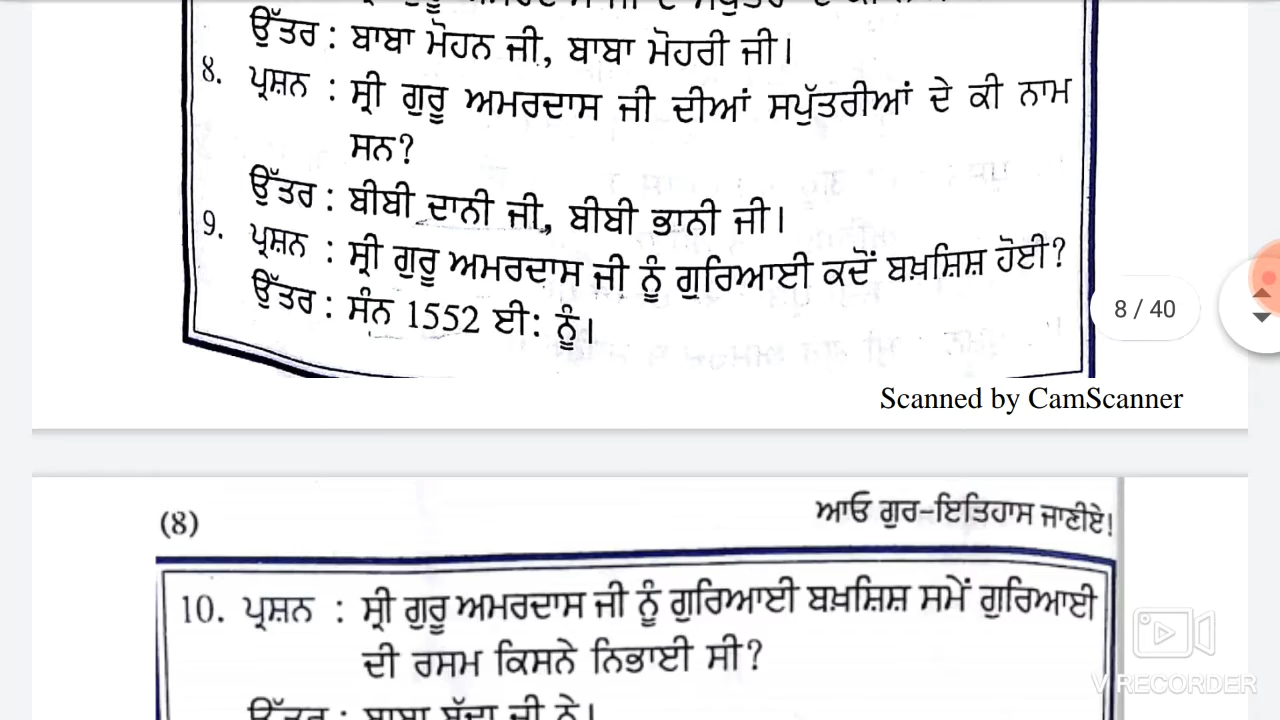 ਉੱਤਰ : ਬਾਬਾ ਮੋਹਨ ਜੀ, ਬਾਬਾ ਮੋਹਰੀ ਜੀ।
8. ਪ੍ਰਸ਼ਨ : ਸ੍ਰੀ ਗੁਰੂ ਅਮਰਦਾਸ ਜੀ ਦੀਆਂ ਸਪੁੱਤਰੀਆਂ ਦੇ ਕੀ ਨਾਮ
ਸਨ?
ਉੱਤਰ : ਬੀਬੀ ਦਾਨੀ ਜੀ, ਬੀਬੀ ਭਾਨੀ ਜੀ।
9. ਪ੍ਰਸ਼ਨ : ਸ੍ਰੀ ਗੁਰੂ ਅਮਰਦਾਸ ਜੀ ਨੂੰ ਗੁਰਿਆਈ ਕਦੋਂ ਬਖ਼ਸ਼ਿਸ਼ ਹੋਈ?
ਉੱਤਰ : ਸੰਨ 1552 ਈ: ਨੂੰ।
8 / 40
Scanned by CamScanner
(8) ਆਓ ਗੁਰ-ਇਤਿਹਾਸ ਜਾਣੀਏ!
10. ਪ੍ਰਸ਼ਨ : ਸ੍ਰੀ ਗੁਰੂ ਅਮਰਦਾਸ ਜੀ ਨੂੰ ਗੁਰਿਆਈ ਬਖ਼ਸ਼ਿਸ਼ ਸਮੇਂ ਗੁਰਿਆਈ
ਦੀ ਰਸਮ ਕਿਸਨੇ ਨਿਭਾਈ ਸੀ?
ਉੱਤਰ : ਬਾਬਾ ਬੁੱਢਾ ਜੀ ਨੇ।
V RECORDER